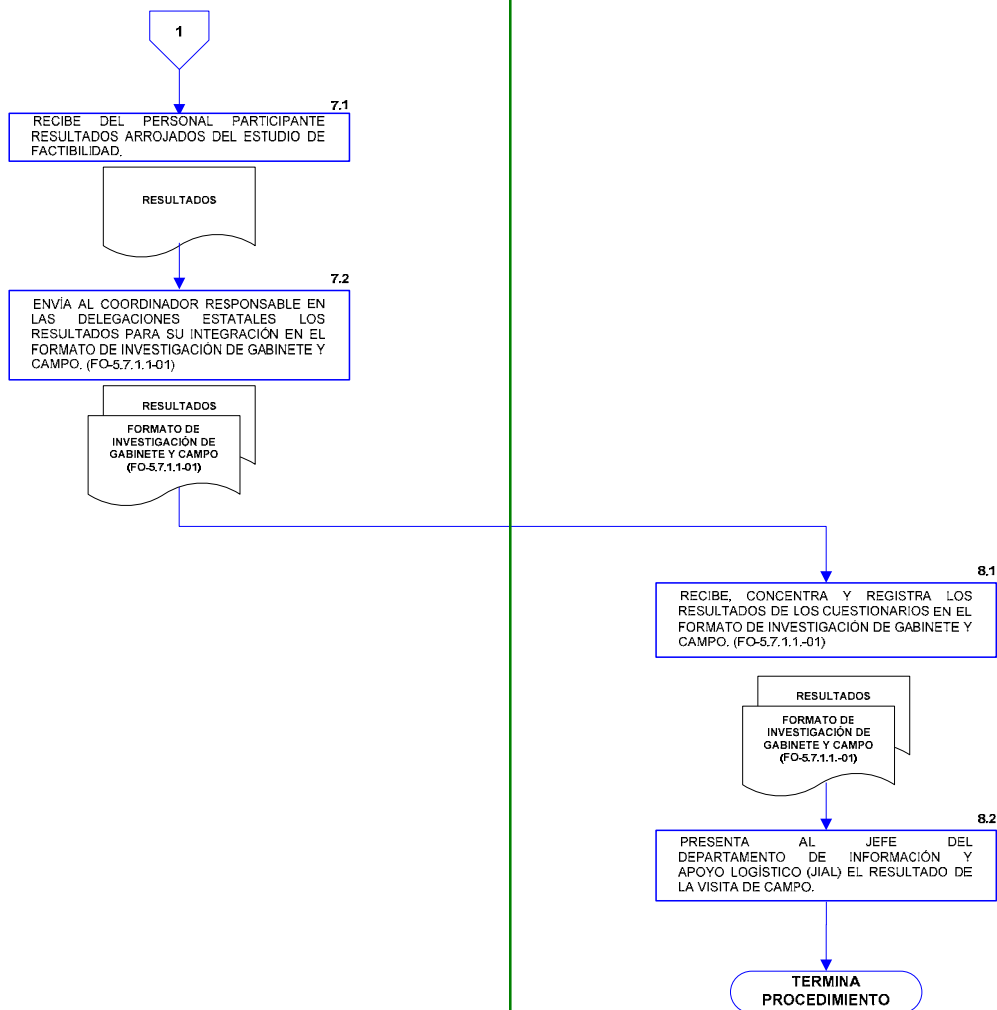 1
7.1
RECIBE DEL PERSONAL PARTICIPANTE
RESULTADOS ARROJADOS DEL ESTUDIO DE
FACTIBILIDAD.
RESULTADOS
7.2
ENVÍA AL COORDINADOR RESPONSABLE EN
LAS DELEGACIONES ESTATALES LOS
RESULTADOS PARA SU INTEGRACIÓN EN EL
FORMATO DE INVESTIGACIÓN DE GABINETE Y
CAMPO. (FO-5.7.1.1-01)
RESULTADOS
FORMATO DE
INVESTIGACIÓN DE
GABINETE Y CAMPO
(FO-5.7.1.1-01)
8.1
RECIBE, CONCENTRA Y REGISTRA LOS
RESULTADOS DE LOS CUESTIONARIOS EN EL
FORMATO DE INVESTIGACIÓN DE GABINETE Y
CAMPO. (FO-5.7.1.1.-01)
RESULTADOS
FORMATO DE
INVESTIGACIÓN DE
GABINETE Y CAMPO
(FO-5.7.1.1.-01)
8.2
PRESENTA AL JEFE DEL
DEPARTAMENTO DE INFORMACIÓN Y
APOYO LOGÍSTICO (JIAL) EL RESULTADO DE
LA VISITA DE CAMPO.
TERMINA
PROCEDIMIENTO